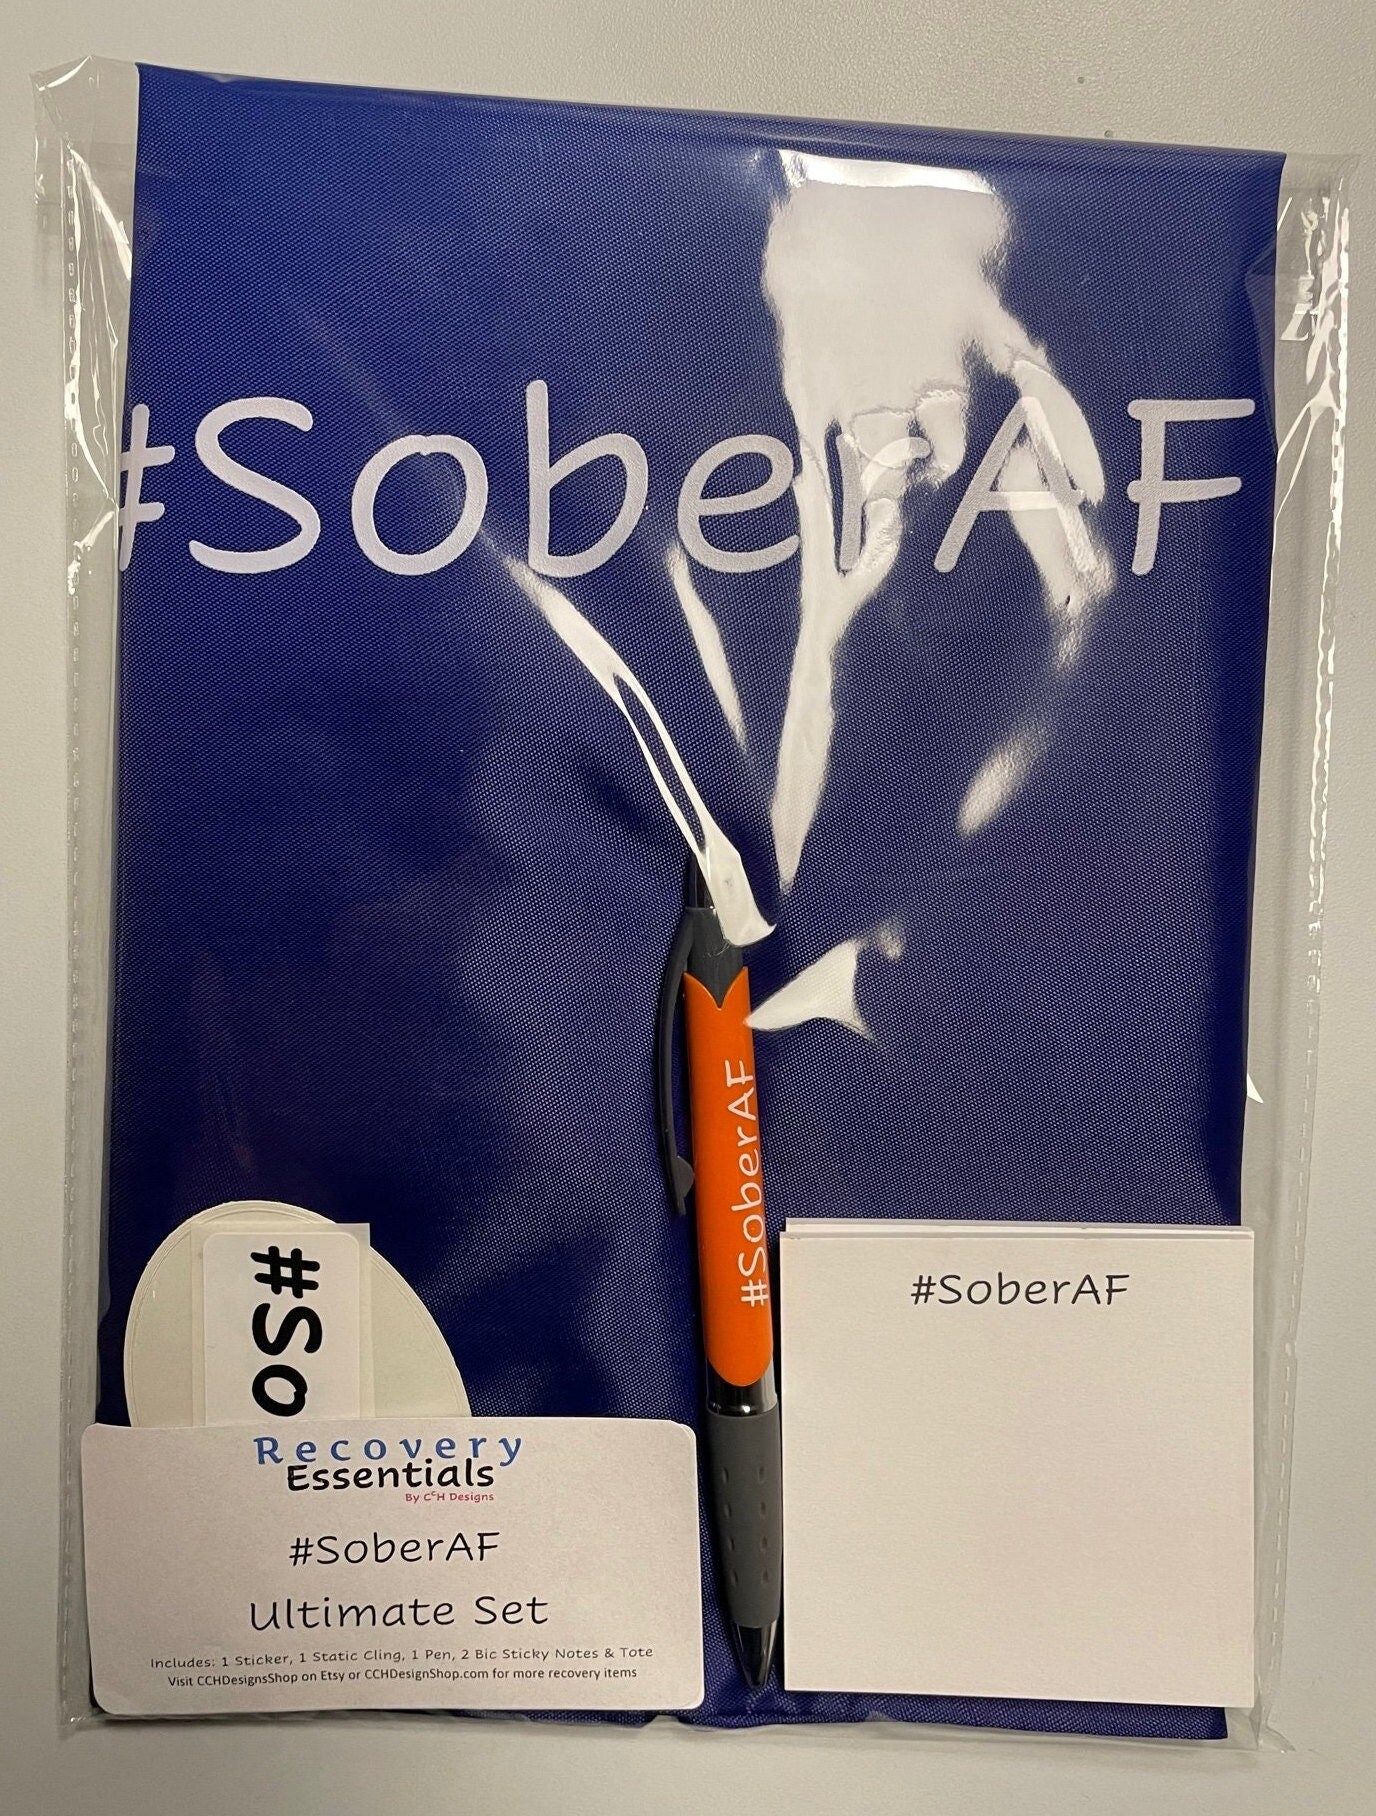 #SoberAF
#SoberAF
#SoberAF
#So
Recovery
Essentials
By CCH Designs
#SoberAF
Ultimate Set
Includes: 1 Sticker, 1 Static Cling, 1 Pen, 2 Bic Sticky Notes & Tote
Visit CCHDesignsShop on Etsy or CCHDesignShop.com for more recovery items